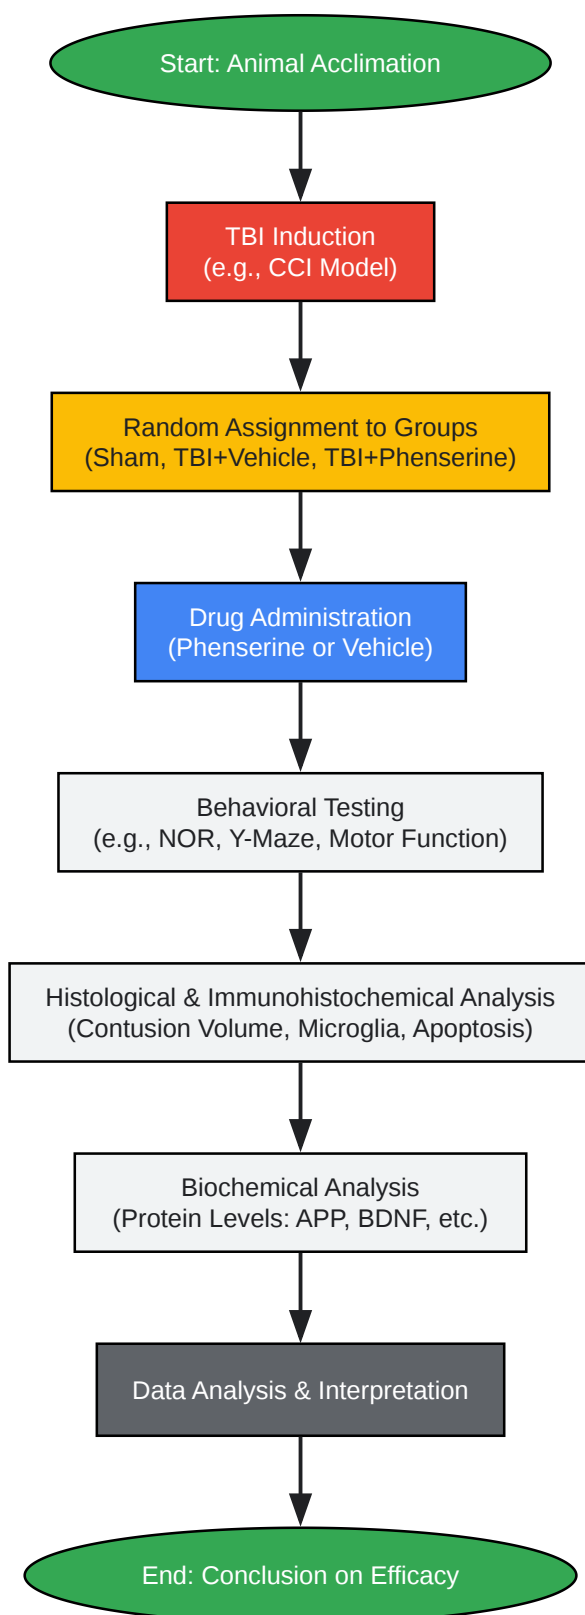 Start: Animal Acclimation
TBI Induction
(e.g., CCI Model)
Random Assignment to Groups
(Sham, TBI+Vehicle, TBI+Phenserine)
Drug Administration
(Phenserine or Vehicle)
Behavioral Testing
(e.g., NOR, Y-Maze, Motor Function)
Histological & Immunohistochemical Analysis
(Contusion Volume, Microglia, Apoptosis)
Biochemical Analysis
(Protein Levels: APP, BDNF, etc.)
Data Analysis & Interpretation
End: Conclusion on Efficacy